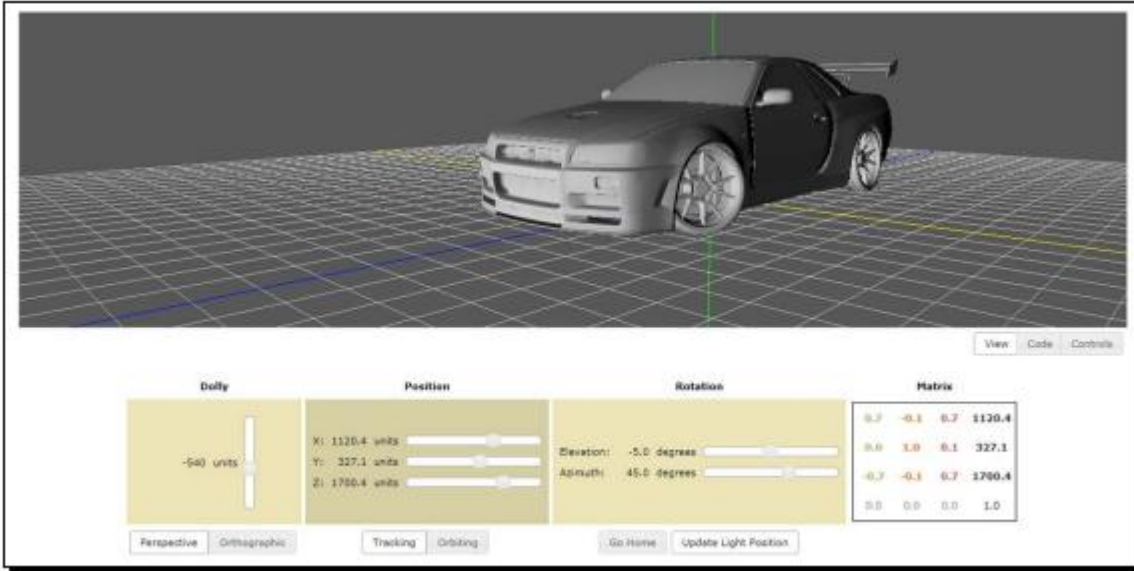 View Code Controls
Dolly Position Rotation Matrix
-540 units
X: 1120.4 units
Y: 327.1 units
Z: 1700.4 units
Elevation: -5.0 degrees
Azimuth: 45.0 degrees
0.7 -0.1 0.7 1120.4
0.0 1.0 0.1 327.1
-0.7 -0.1 0.7 1700.4
0.0 0.0 0.0 1.0
Perspective Orthographic Tracking Orbiting Go Home Update Light Position